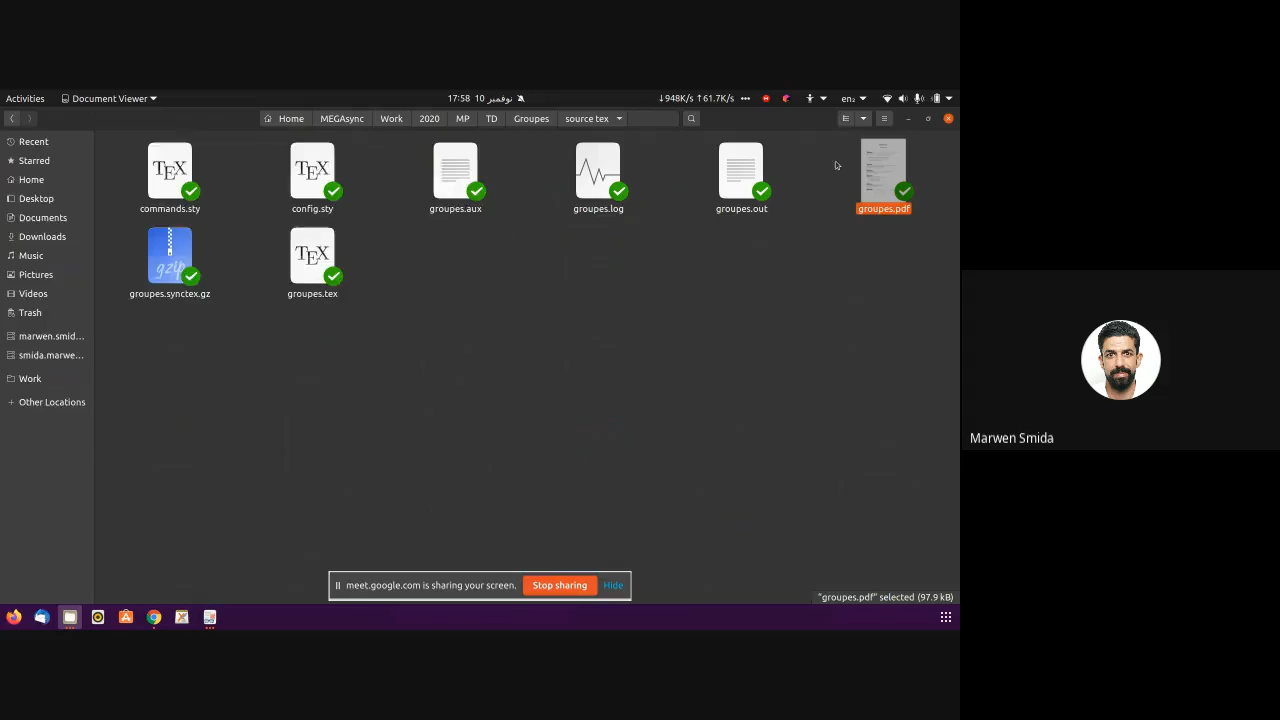 Activities
Document Viewer
17:58 10 نوفمبر
↓948K/s ↑61.7K/s
en₂
Home
MEGAsync
Work
2020
MP
TD
Groupes
source tex
Recent
Starred
Home
Desktop
Documents
Downloads
Music
Pictures
Videos
Trash
marwen.smid...
smida.marwe...
Work
+ Other Locations
TEX
commands.sty
TEX
config.sty
groupes.aux
groupes.log
groupes.out
groupes.pdf
gzip
groupes.synctex.gz
TEX
groupes.tex
meet.google.com is sharing your screen.
Stop sharing
Hide
"groupes.pdf" selected (97.9 kB)
Marwen Smida